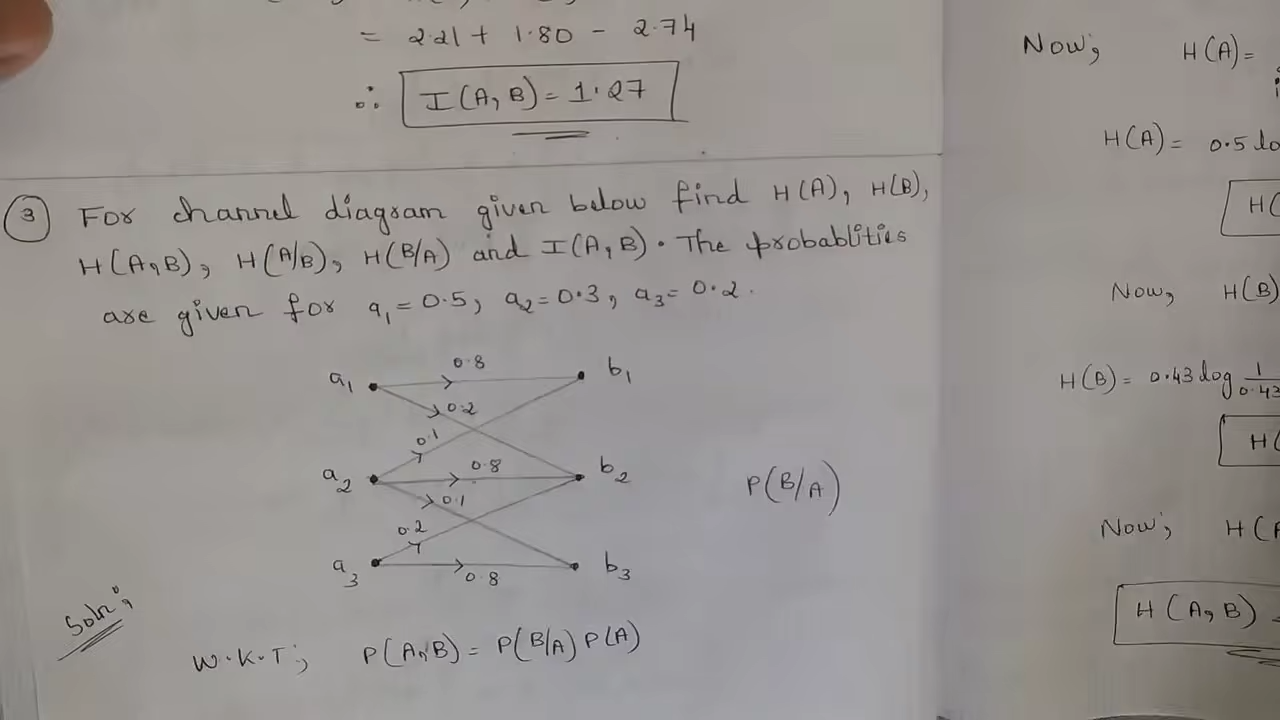 = 2.21 + 1.80 - 2.74
∴ I(A,B) = 1.27
3 For channel diagram given below find H(A), H(B),
H(A,B), H(A/B), H(B/A) and I(A,B). The probablities
are given for a₁ = 0.5, a₂ = 0.3, a₃ = 0.2.
a₁ 0.8 b₁
0.2
0.1
a₂ 0.8 b₂
0.1
0.2
a₃ 0.8 b₃
P(B/A)
Soln;
W.K.T; P(A,B) = P(B/A) P(A)
Now; H(A) =
H(A) = 0.5 lo
H(
Now, H(B)
H(B) = 0.43 log 1/0.43
H(
Now; H(A
H(A,B) =